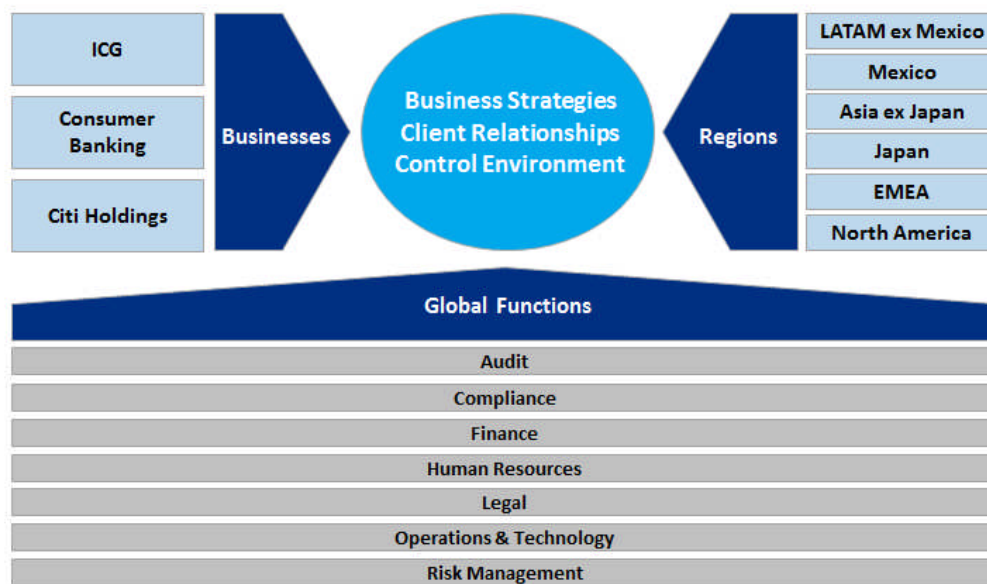 ICG
Consumer
Banking
Citi Holdings
Businesses
Business Strategies
Client Relationships
Control Environment
Regions
LATAM ex Mexico
Mexico
Asia ex Japan
Japan
EMEA
North America
Global Functions
Audit
Compliance
Finance
Human Resources
Legal
Operations & Technology
Risk Management